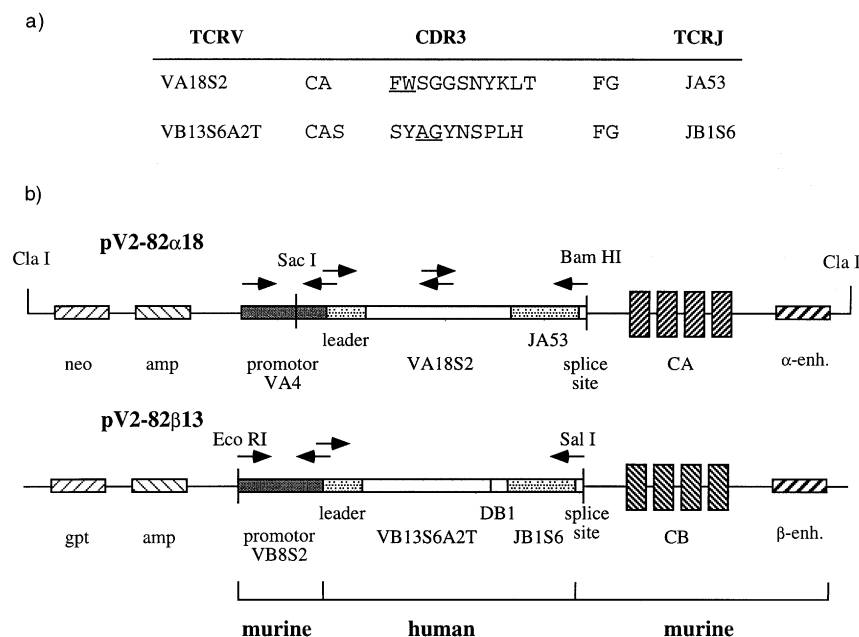 a)
TCRV CDR3 TCRJ
VA18S2 CA FWSGGSNYKLT FG JA53
VB13S6A2T CAS SYAGYNSPLH FG JB1S6
b)
pV2-82α18
Cla I Sac I Bam HI Cla I
leader JA53
neo amp promotor VA18S2 splice CA α-enh.
VA4 site
pV2-82β13
Eco RI Sal I
leader DB1 splice
gpt amp promotor VB13S6A2T JB1S6 site CB β-enh.
VB8S2
murine human murine